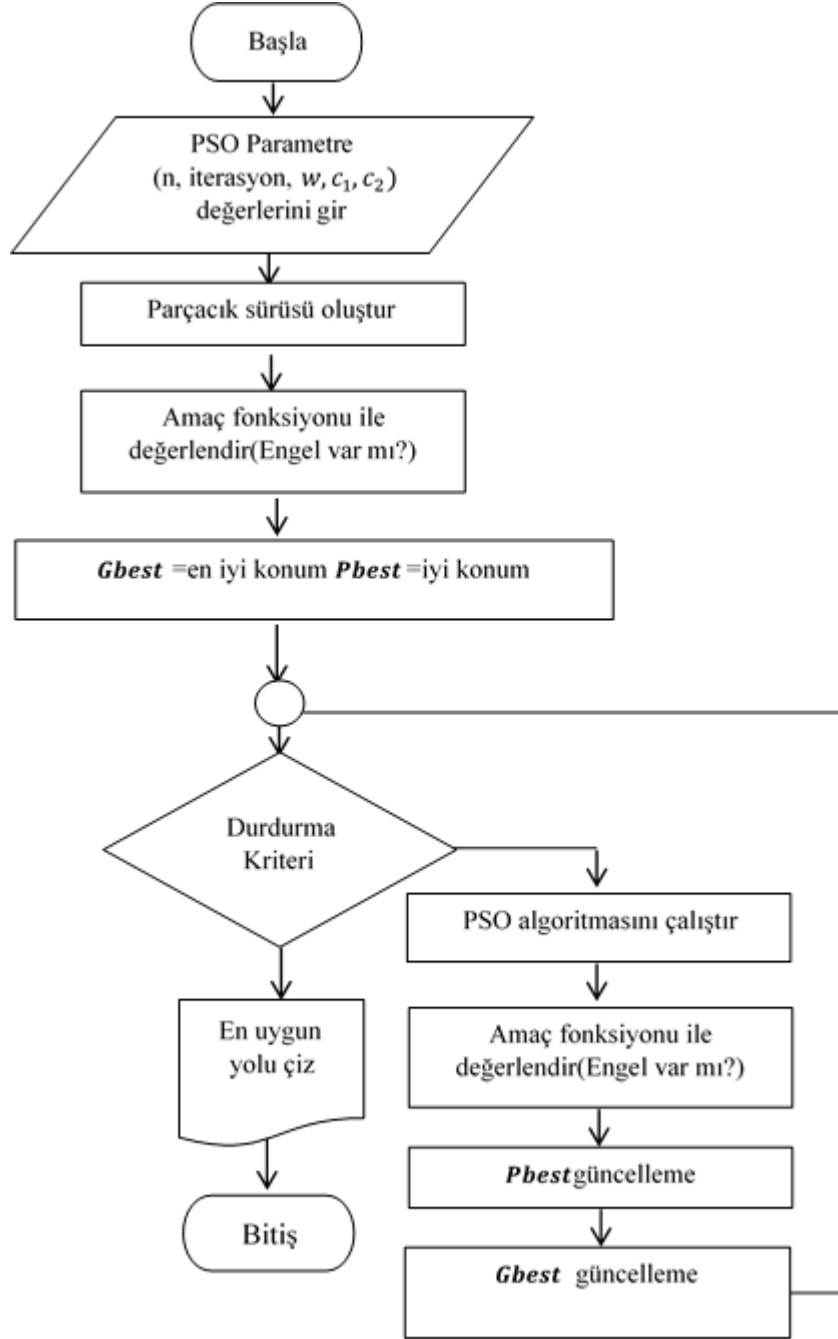 Başla
PSO Parametre
(n, iterasyon, w, c₁, c₂)
değerlerini gir
Parçacık sürüsü oluştur
Amaç fonksiyonu ile
değerlendir(Engel var mı?)
Gbest =en iyi konum Pbest=iyi konum
Durdurma
Kriteri
En uygun
yolu çiz
Bitiş
PSO algoritmasını çalıştır
Amaç fonksiyonu ile
değerlendir(Engel var mı?)
Pbestgüncelleme
Gbest güncelleme